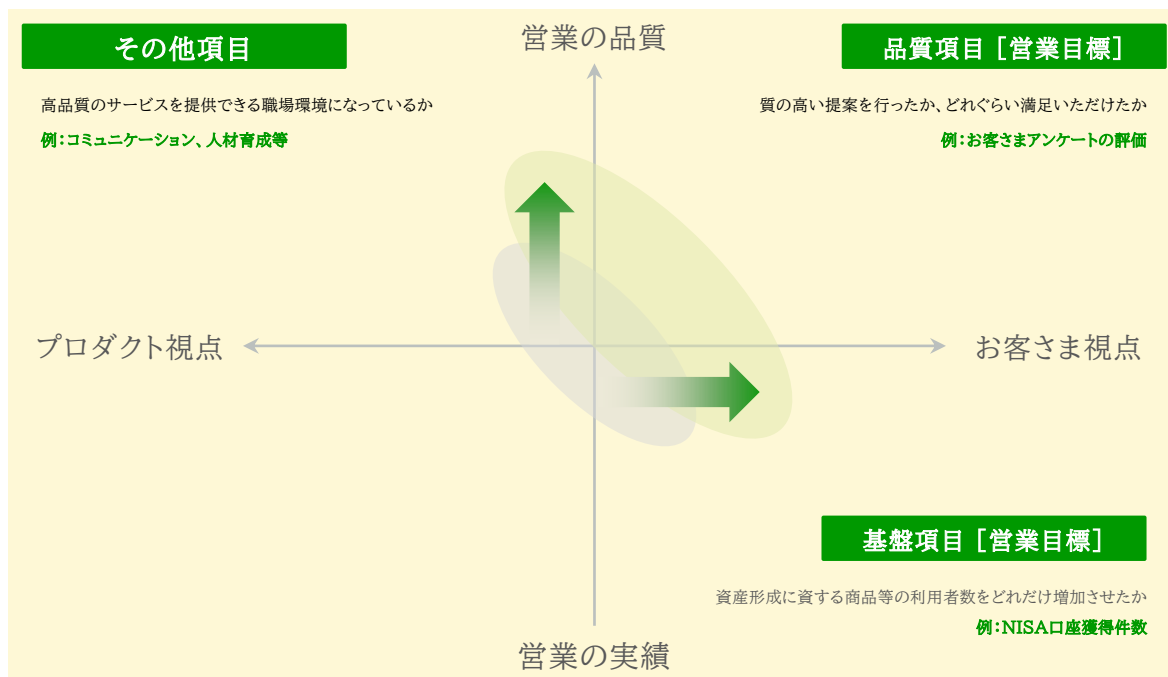 営業の品質
その他項目
高品質のサービスを提供できる職場環境になっているか
例：コミュニケーション、人材育成等
品質項目［営業目標］
質の高い提案を行ったか、どれぐらい満足いただけたか
例：お客さまアンケートの評価
プロダクト視点
お客さま視点
基盤項目［営業目標］
資産形成に資する商品等の利用者数をどれだけ増加させたか
例：NISA口座獲得件数
営業の実績